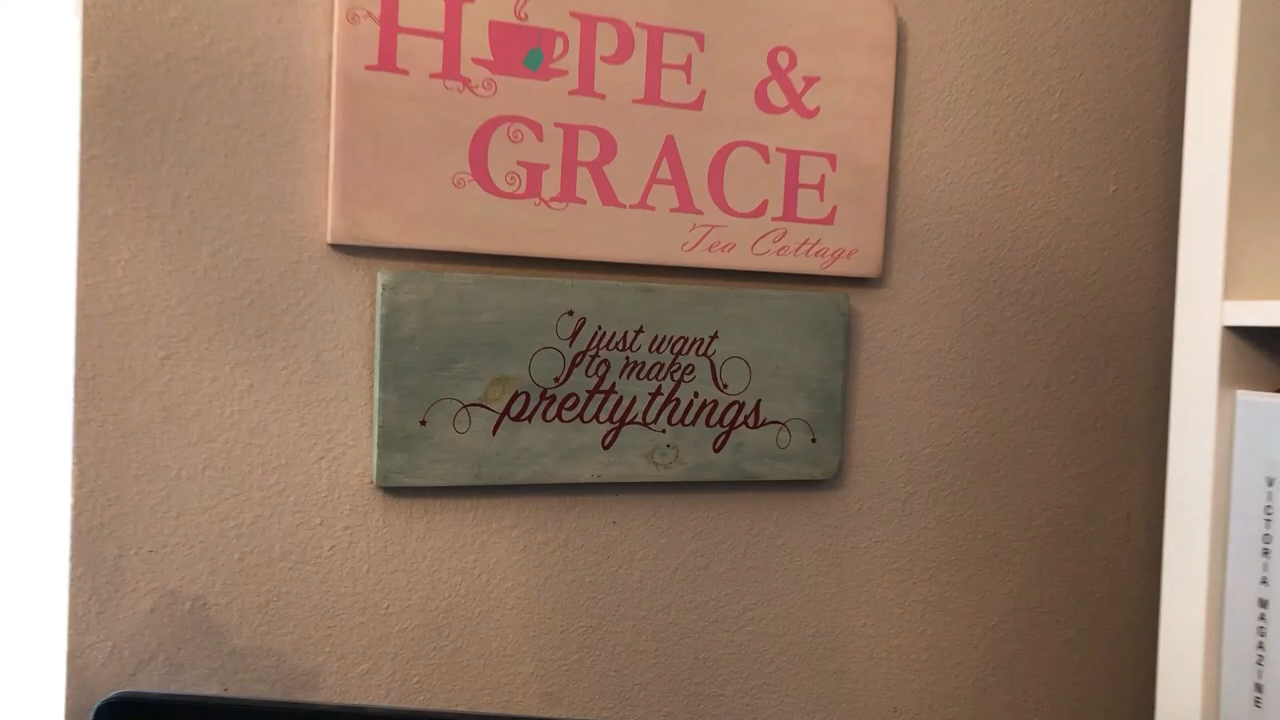 HOPE &
GRACE
Tea Cottage
I just want
to make
pretty things
VICTORIA MAGAZINE